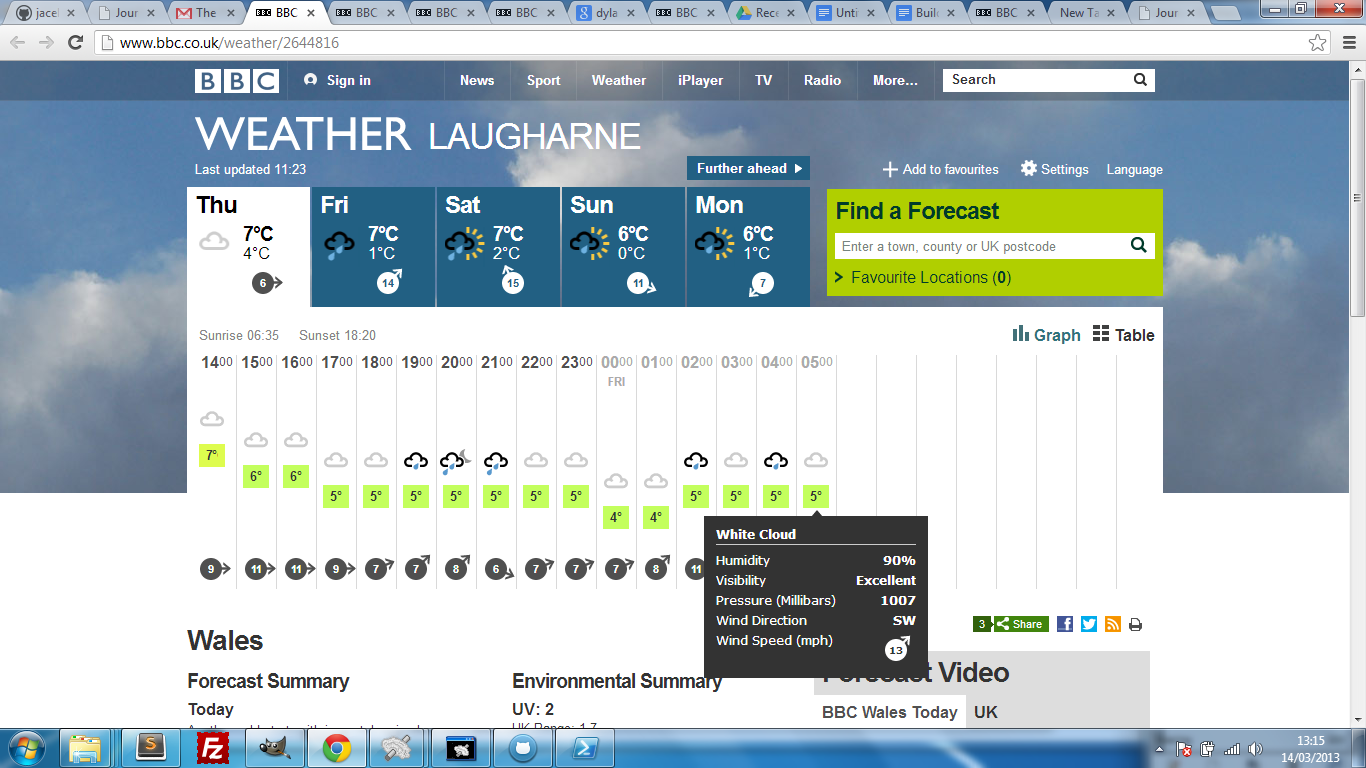 jacel
Jour
The
BBC
BBC
BBC
BBC
dyla
BBC
Rece
Unti
Build
BBC
New Ta
Jour
www.bbc.co.uk/weather/2644816
BBC Sign in News Sport Weather iPlayer TV Radio More... Search
WEATHER LAUGHARNE
Last updated 11:23
Further ahead
Add to favourites Settings Language
Thu 7°C 4°C 6
Fri 7°C 1°C 14
Sat 7°C 2°C 15
Sun 6°C 0°C 11
Mon 6°C 1°C 7
Find a Forecast
Enter a town, county or UK postcode
Favourite Locations (0)
Sunrise 06:35 Sunset 18:20
Graph Table
1400 1500 1600 1700 1800 1900 2000 2100 2200 2300 0000 0100 0200 0300 0400 0500
FRI
7° 6° 6° 5° 5° 5° 5° 5° 5° 5° 4° 4° 5° 5° 5° 5°
9 11 11 9 7 7 8 6 7 7 7 8 11
White Cloud
Humidity 90%
Visibility Excellent
Pressure (Millibars) 1007
Wind Direction SW
Wind Speed (mph) 13
3 Share
Wales
Forecast Summary
Today
Environmental Summary
UV: 2
Forecast Video
BBC Wales Today UK
13:15
14/03/2013